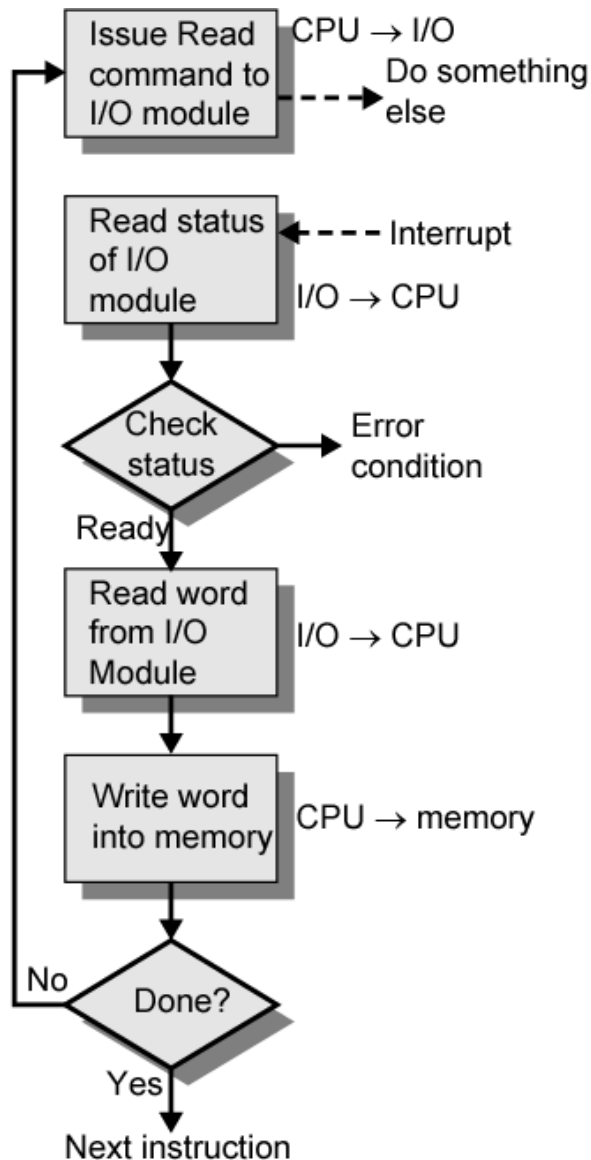 Issue Read
command to
I/O module
CPU → I/O
Do something
else
Read status
of I/O
module
Interrupt
I/O → CPU
Check
status
Error
condition
Ready
Read word
from I/O
Module
I/O → CPU
Write word
into memory
CPU → memory
No
Done?
Yes
Next instruction